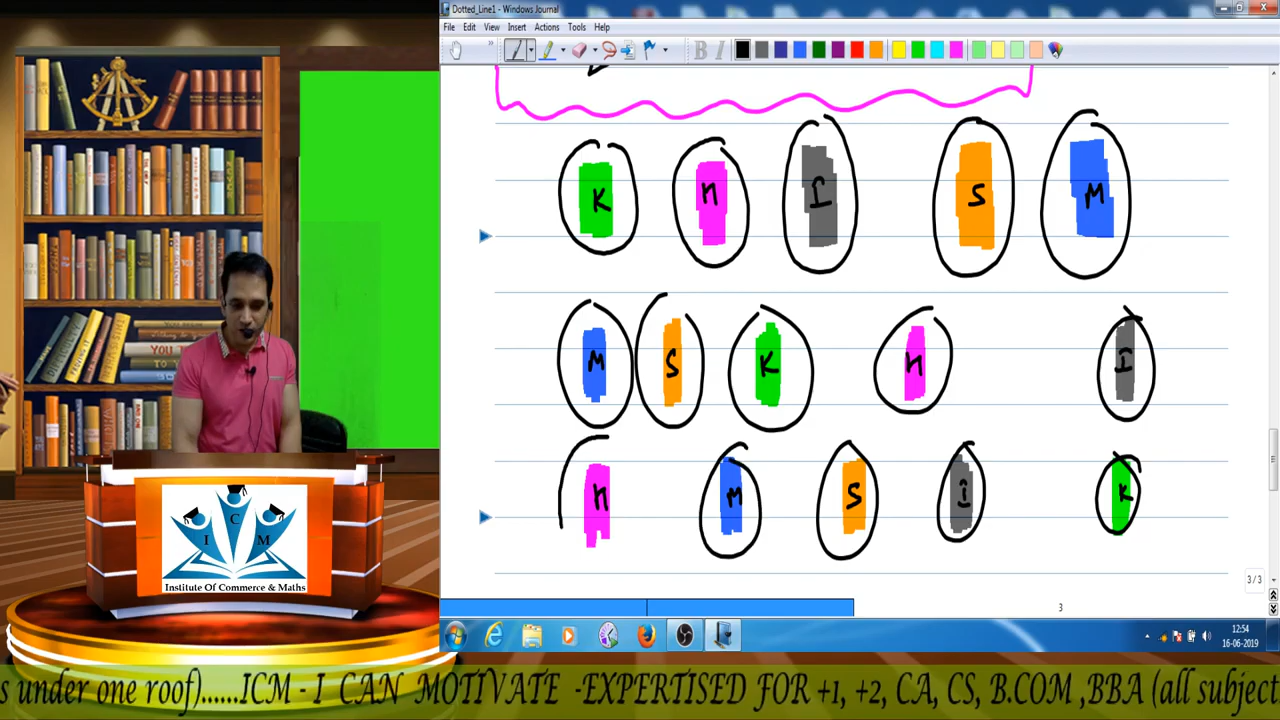 Dotted_Line1 - Windows Journal
File Edit View Insert Actions Tools Help
B I
K n I S M
M S K n I
n M S I K
3 / 3
3
I C M
Institute Of Commerce & Maths
12:54
16-06-2019
s under one roof)......ICM - I CAN MOTIVATE -EXPERTISED FOR +1, +2, CA, CS, B.COM ,BBA (all subject